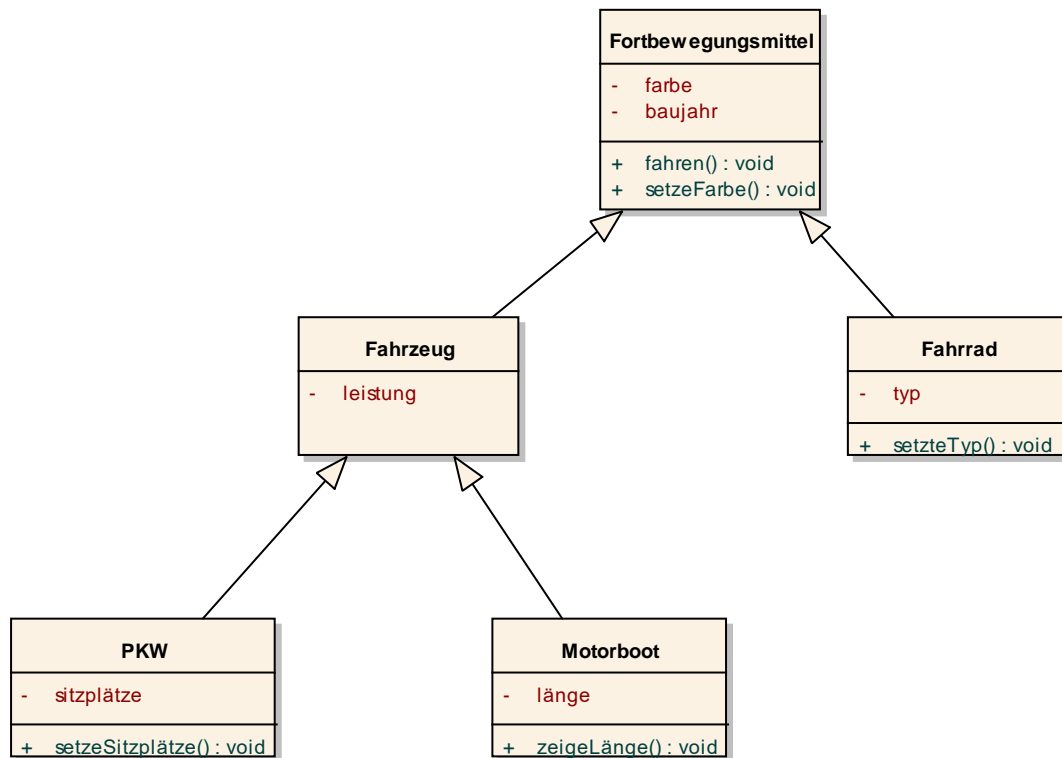 Fortbewegungsmittel
- farbe
- baujahr
+ fahren() : void
+ setzeFarbe() : void
Fahrzeug
- leistung
Fahrrad
- typ
+ setzteTyp() : void
PKW
- sitzplätze
+ setzeSitzplätze() : void
Motorboot
- länge
+ zeigeLänge() : void